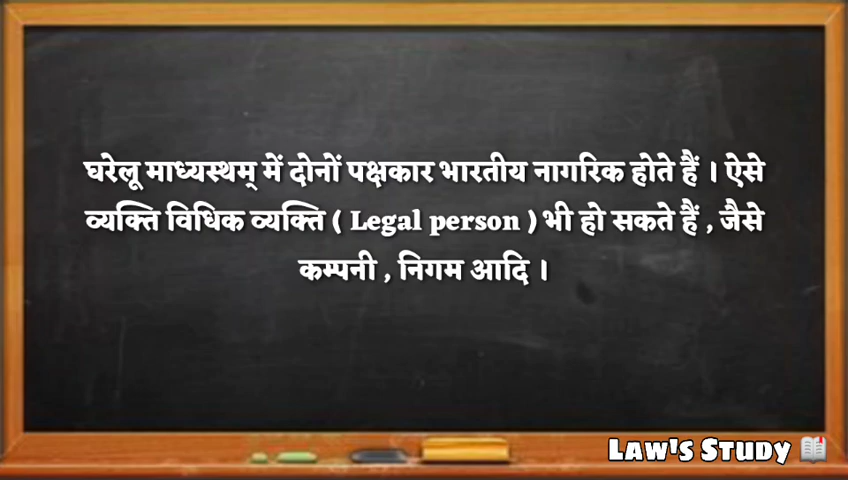 घरेलू माध्यस्थम् में दोनों पक्षकार भारतीय नागरिक होते हैं । ऐसे
व्यक्ति विधिक व्यक्ति ( Legal person ) भी हो सकते हैं , जैसे
कम्पनी , निगम आदि ।
Law's Study